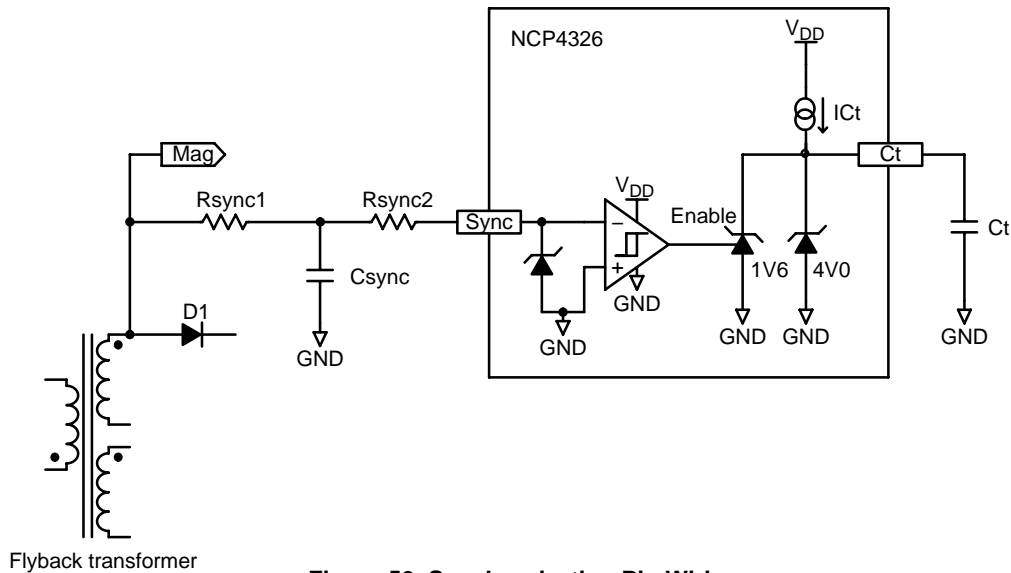 NCP4326
VDD
ICt
Mag
Ct
Rsync1
Rsync2
VDD
Enable
Sync
−
Ct
Csync
+
1V6
4V0
GND
D1
GND
GND
GND
GND
GND
Flyback transformer